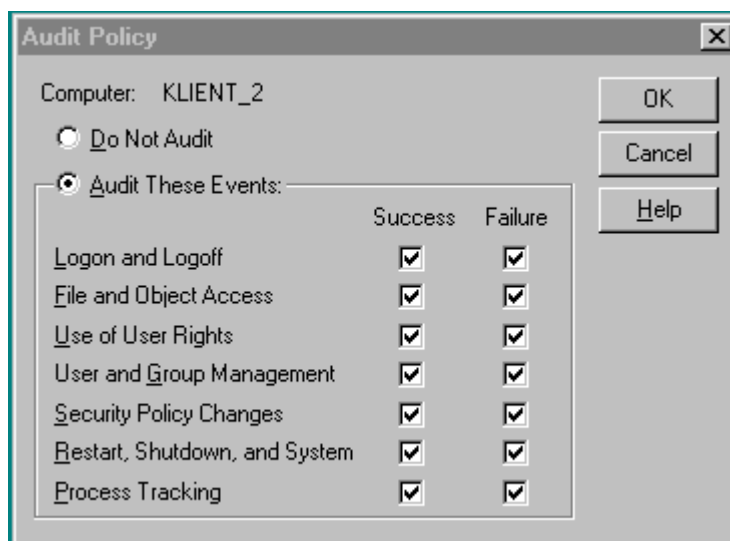 Audit Policy
Computer: KLIENT_2
OK
Do Not Audit
Cancel
Audit These Events:
Help
Success Failure
Logon and Logoff
File and Object Access
Use of User Rights
User and Group Management
Security Policy Changes
Restart, Shutdown, and System
Process Tracking